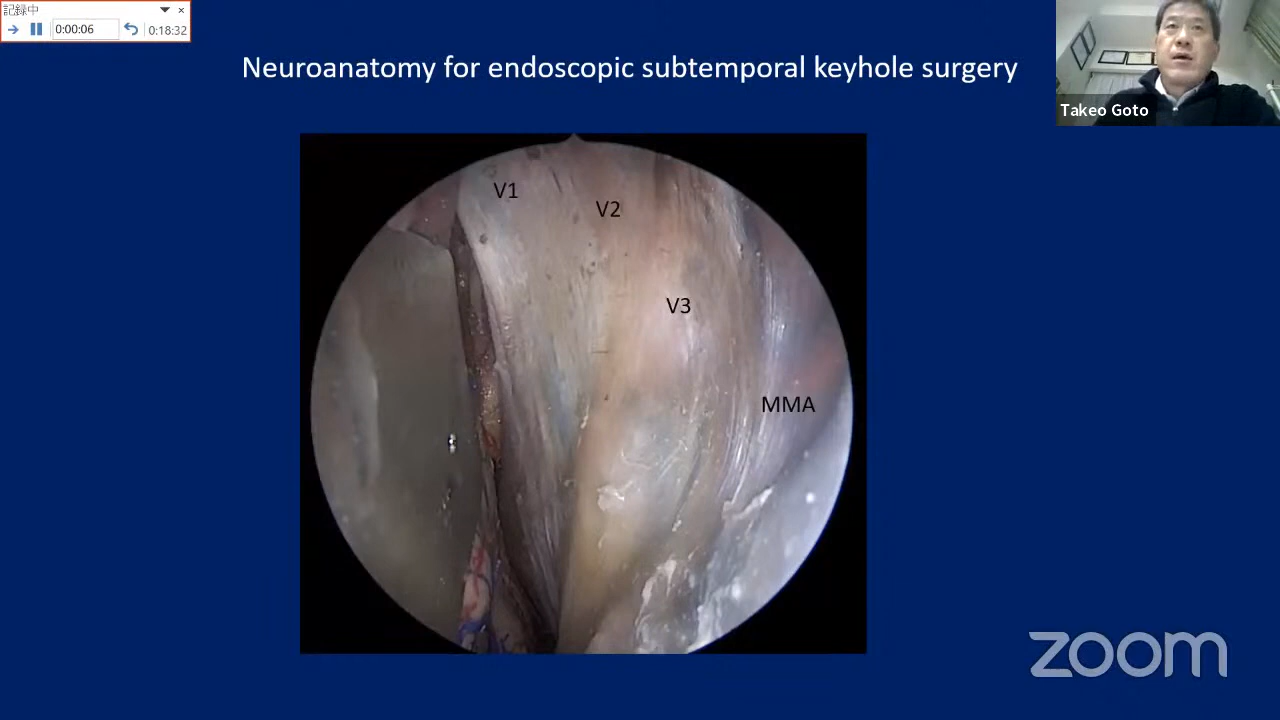 記録中
0:00:06
0:18:32
Neuroanatomy for endoscopic subtemporal keyhole surgery
Takeo Goto
V1
V2
V3
MMA
zoom